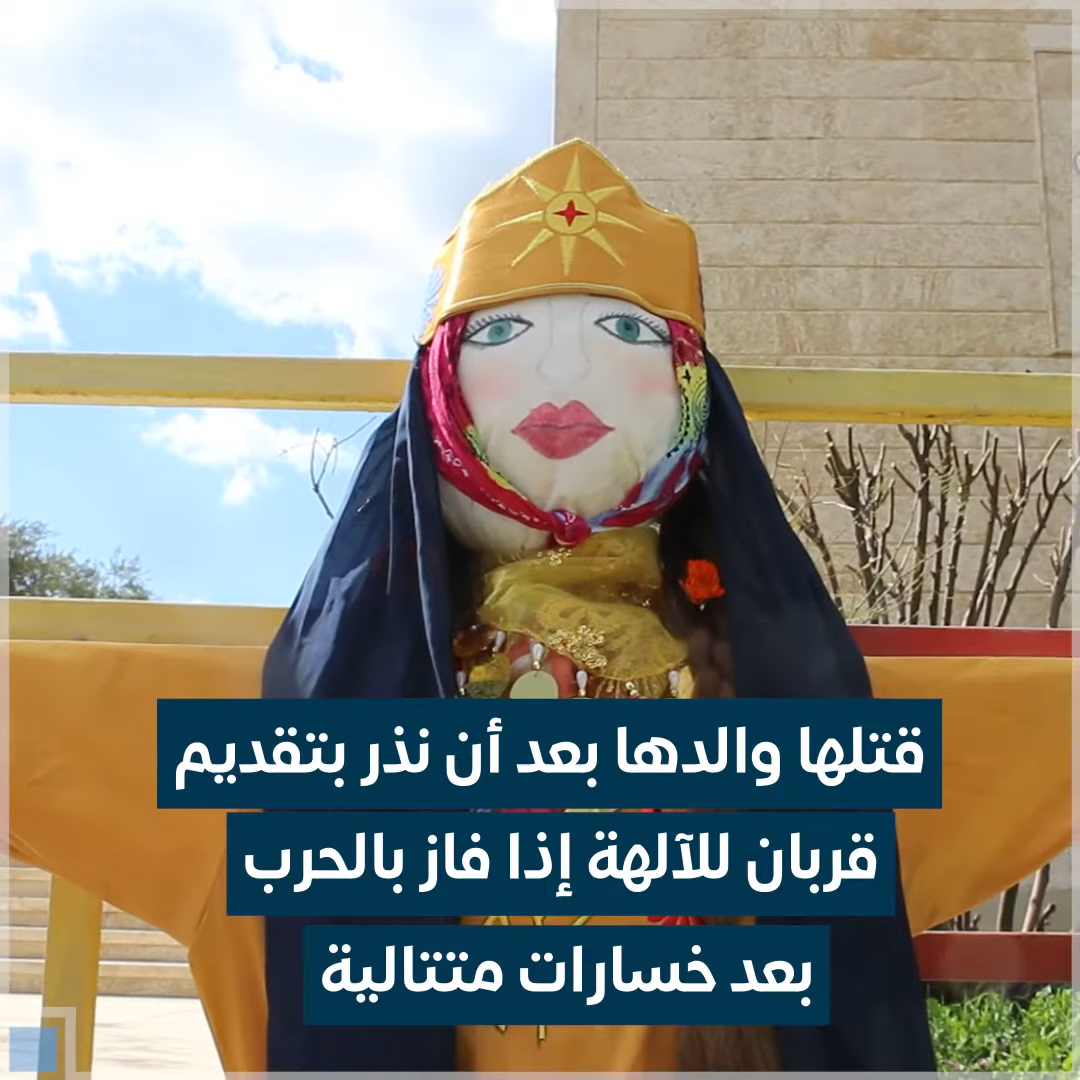 قتلها والدها بعد أن نذر بتقديم
قربان للآلهة إذا فاز بالحرب
بعد خسارات متتالية